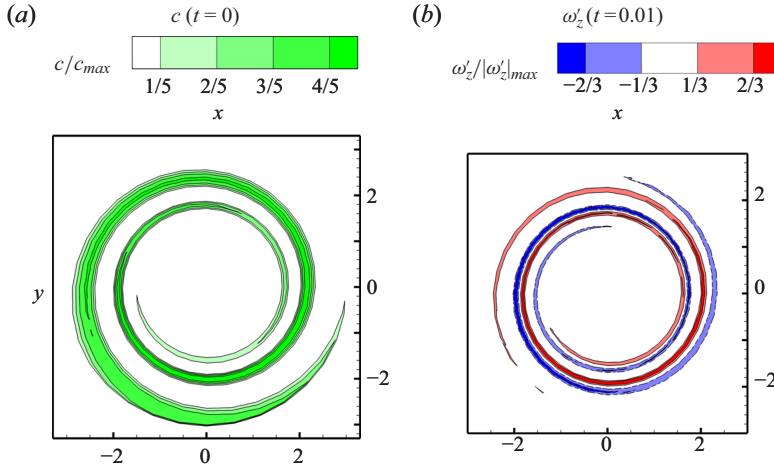 (a) c (t = 0)
c/c_max
1/5 2/5 3/5 4/5
x
2
y 0
−2
−2 0 2
(b) ω′_z (t = 0.01)
ω′_z/|ω′_z|_max
−2/3 −1/3 1/3 2/3
x
2
0
−2
−2 0 2